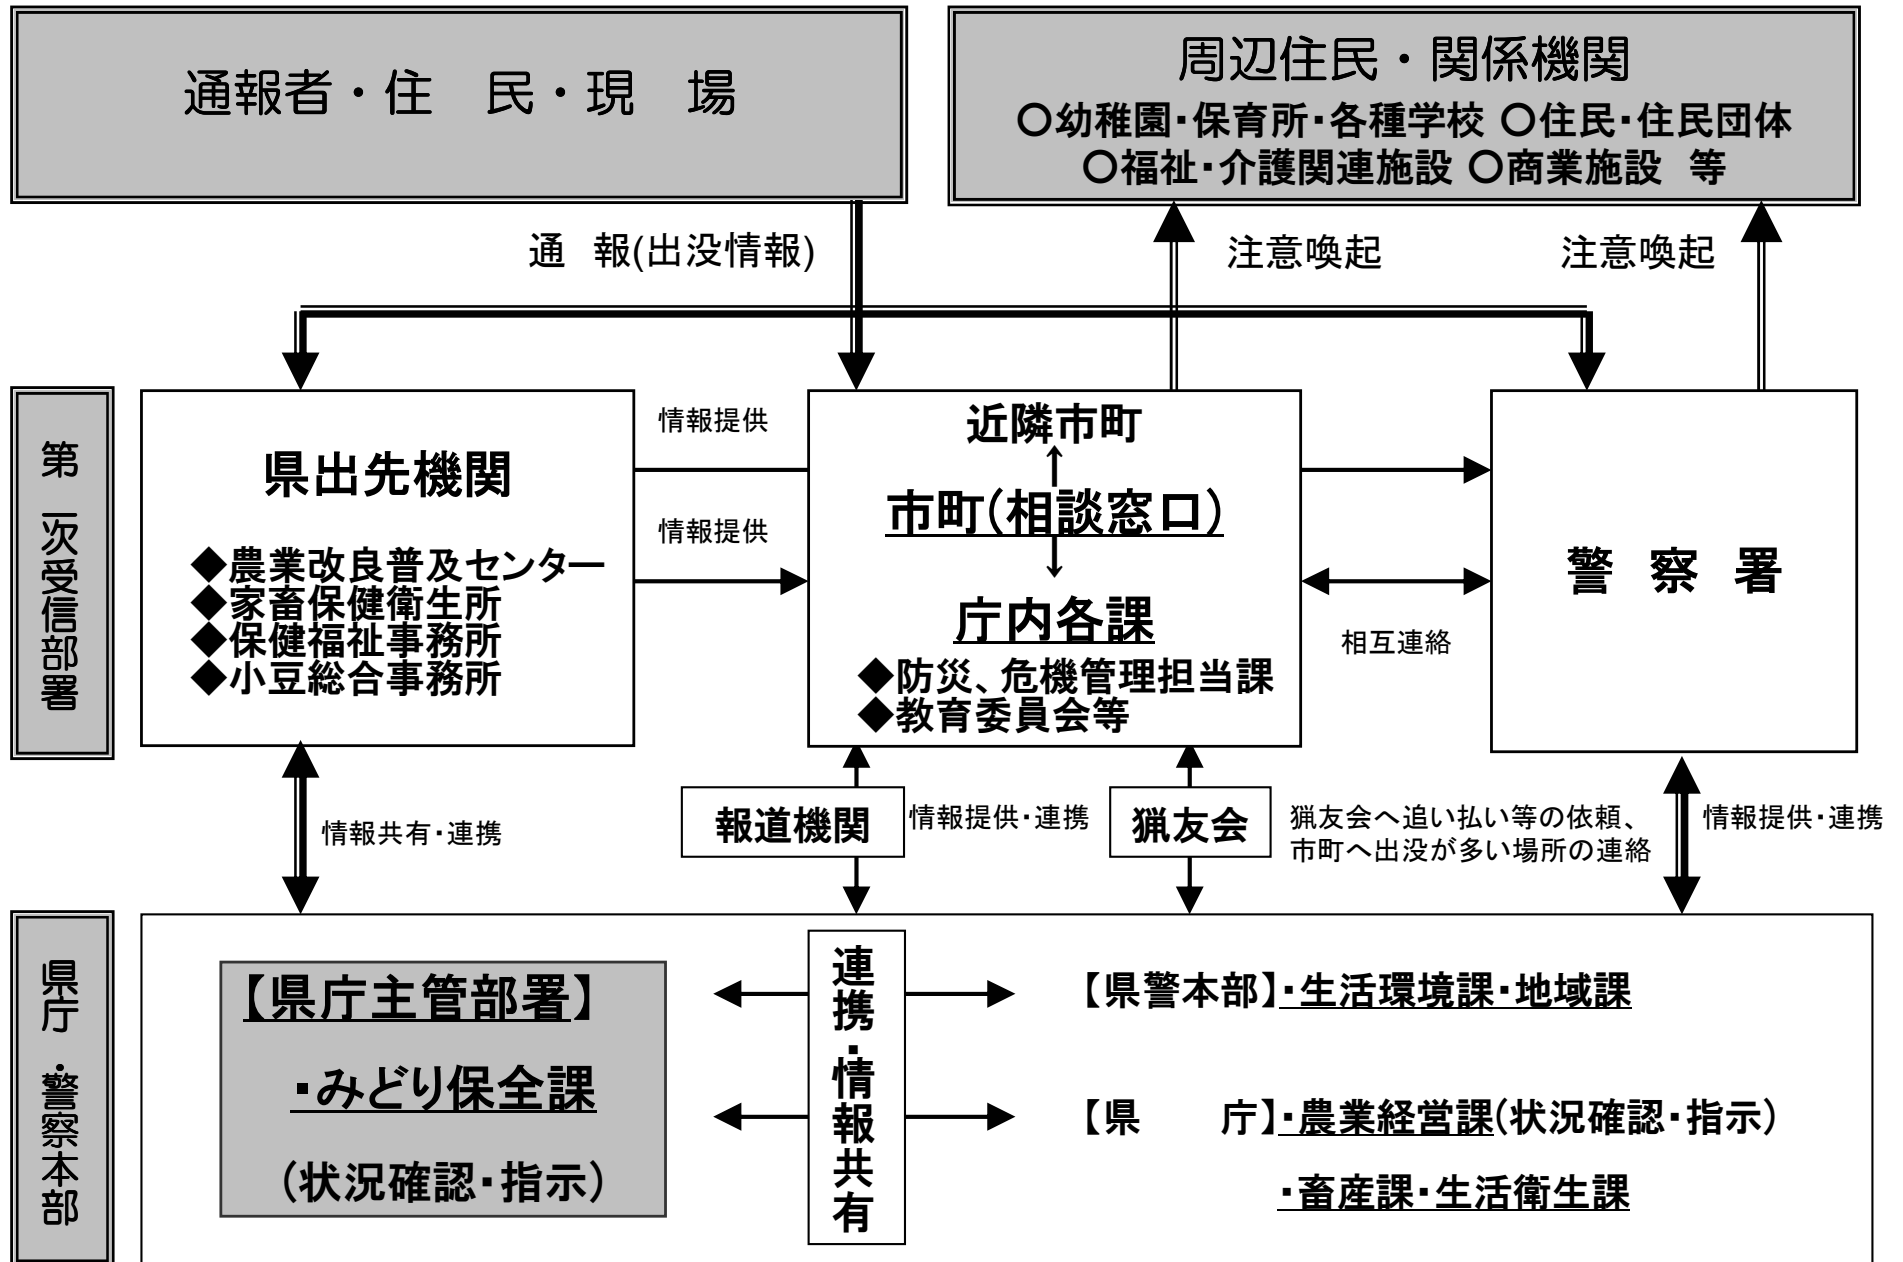 通報者・住　民・現　場
周辺住民・関係機関
○幼稚園・保育所・各種学校 ○住民・住民団体
○福祉・介護関連施設 ○商業施設　等
通　報(出没情報)
注意喚起
注意喚起
第一次受信部署
県出先機関
◆農業改良普及センター
◆家畜保健衛生所
◆保健福祉事務所
◆小豆総合事務所
情報提供
情報提供
近隣市町
市町(相談窓口)
庁内各課
◆防災、危機管理担当課
◆教育委員会等
相互連絡
警　察　署
情報共有・連携
報道機関
情報提供・連携
猟友会
猟友会へ追い払い等の依頼、
市町へ出没が多い場所の連絡
情報提供・連携
県庁・警察本部
【県庁主管部署】
・みどり保全課
(状況確認・指示)
連携・情報共有
【県警本部】・生活環境課・地域課
【県　　庁】・農業経営課(状況確認・指示)
・畜産課・生活衛生課